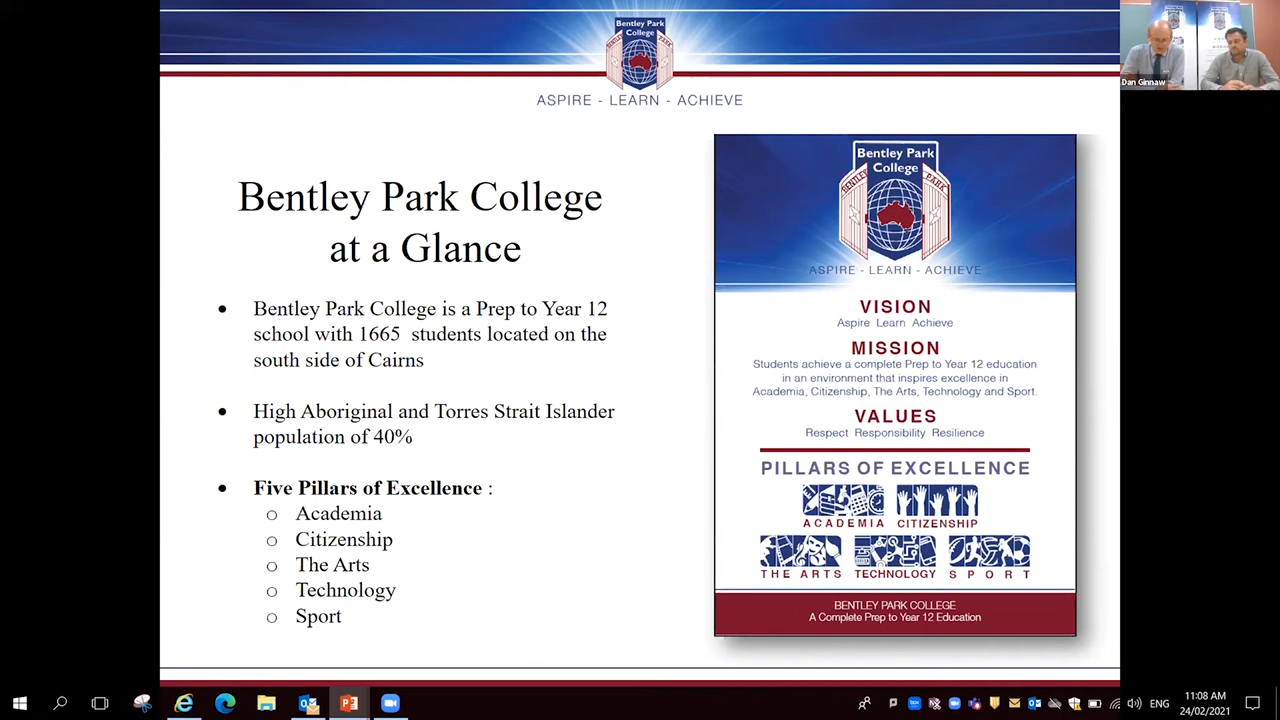 Bentley Park
College
BENTLEY
PARK
ASPIRE - LEARN - ACHIEVE
Dan Ginnaw
Bentley Park College
at a Glance
• Bentley Park College is a Prep to Year 12
school with 1665 students located on the
south side of Cairns
• High Aboriginal and Torres Strait Islander
population of 40%
• Five Pillars of Excellence :
o Academia
o Citizenship
o The Arts
o Technology
o Sport
Bentley Park
College
BENTLEY
PARK
ASPIRE - LEARN - ACHIEVE
VISION
Aspire Learn Achieve
MISSION
Students achieve a complete Prep to Year 12 education
in an environment that inspires excellence in
Academia, Citizenship, The Arts, Technology and Sport.
VALUES
Respect Responsibility Resilience
PILLARS OF EXCELLENCE
ACADEMIA CITIZENSHIP
THE ARTS TECHNOLOGY SPORT
BENTLEY PARK COLLEGE
A Complete Prep to Year 12 Education
ENG
11:08 AM
24/02/2021